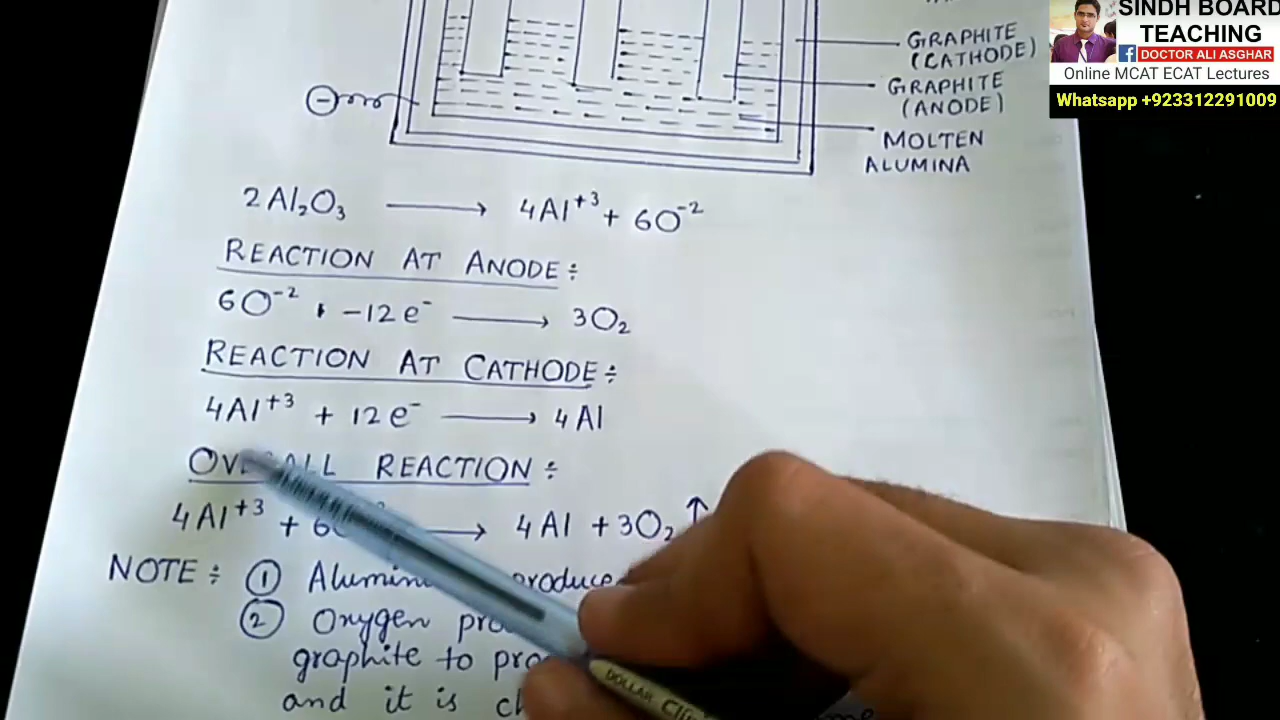 SINDH BOARD
TEACHING
f DOCTOR ALI ASGHAR
Online MCAT ECAT Lectures
Whatsapp +923312291009
GRAPHITE
(CATHODE)
GRAPHITE
(ANODE)
MOLTEN
ALUMINA
2Al₂O₃ ⟶ 4Al⁺³ + 6O⁻²
REACTION AT ANODE÷
6O⁻² -12e⁻ ⟶ 3O₂
REACTION AT CATHODE÷
4Al⁺³ + 12e⁻ ⟶ 4Al
REACTION÷
4Al⁺³ + ⟶ 4Al + 3O₂↑
NOTE÷ ①
② Oxygen
graphite to
and it is